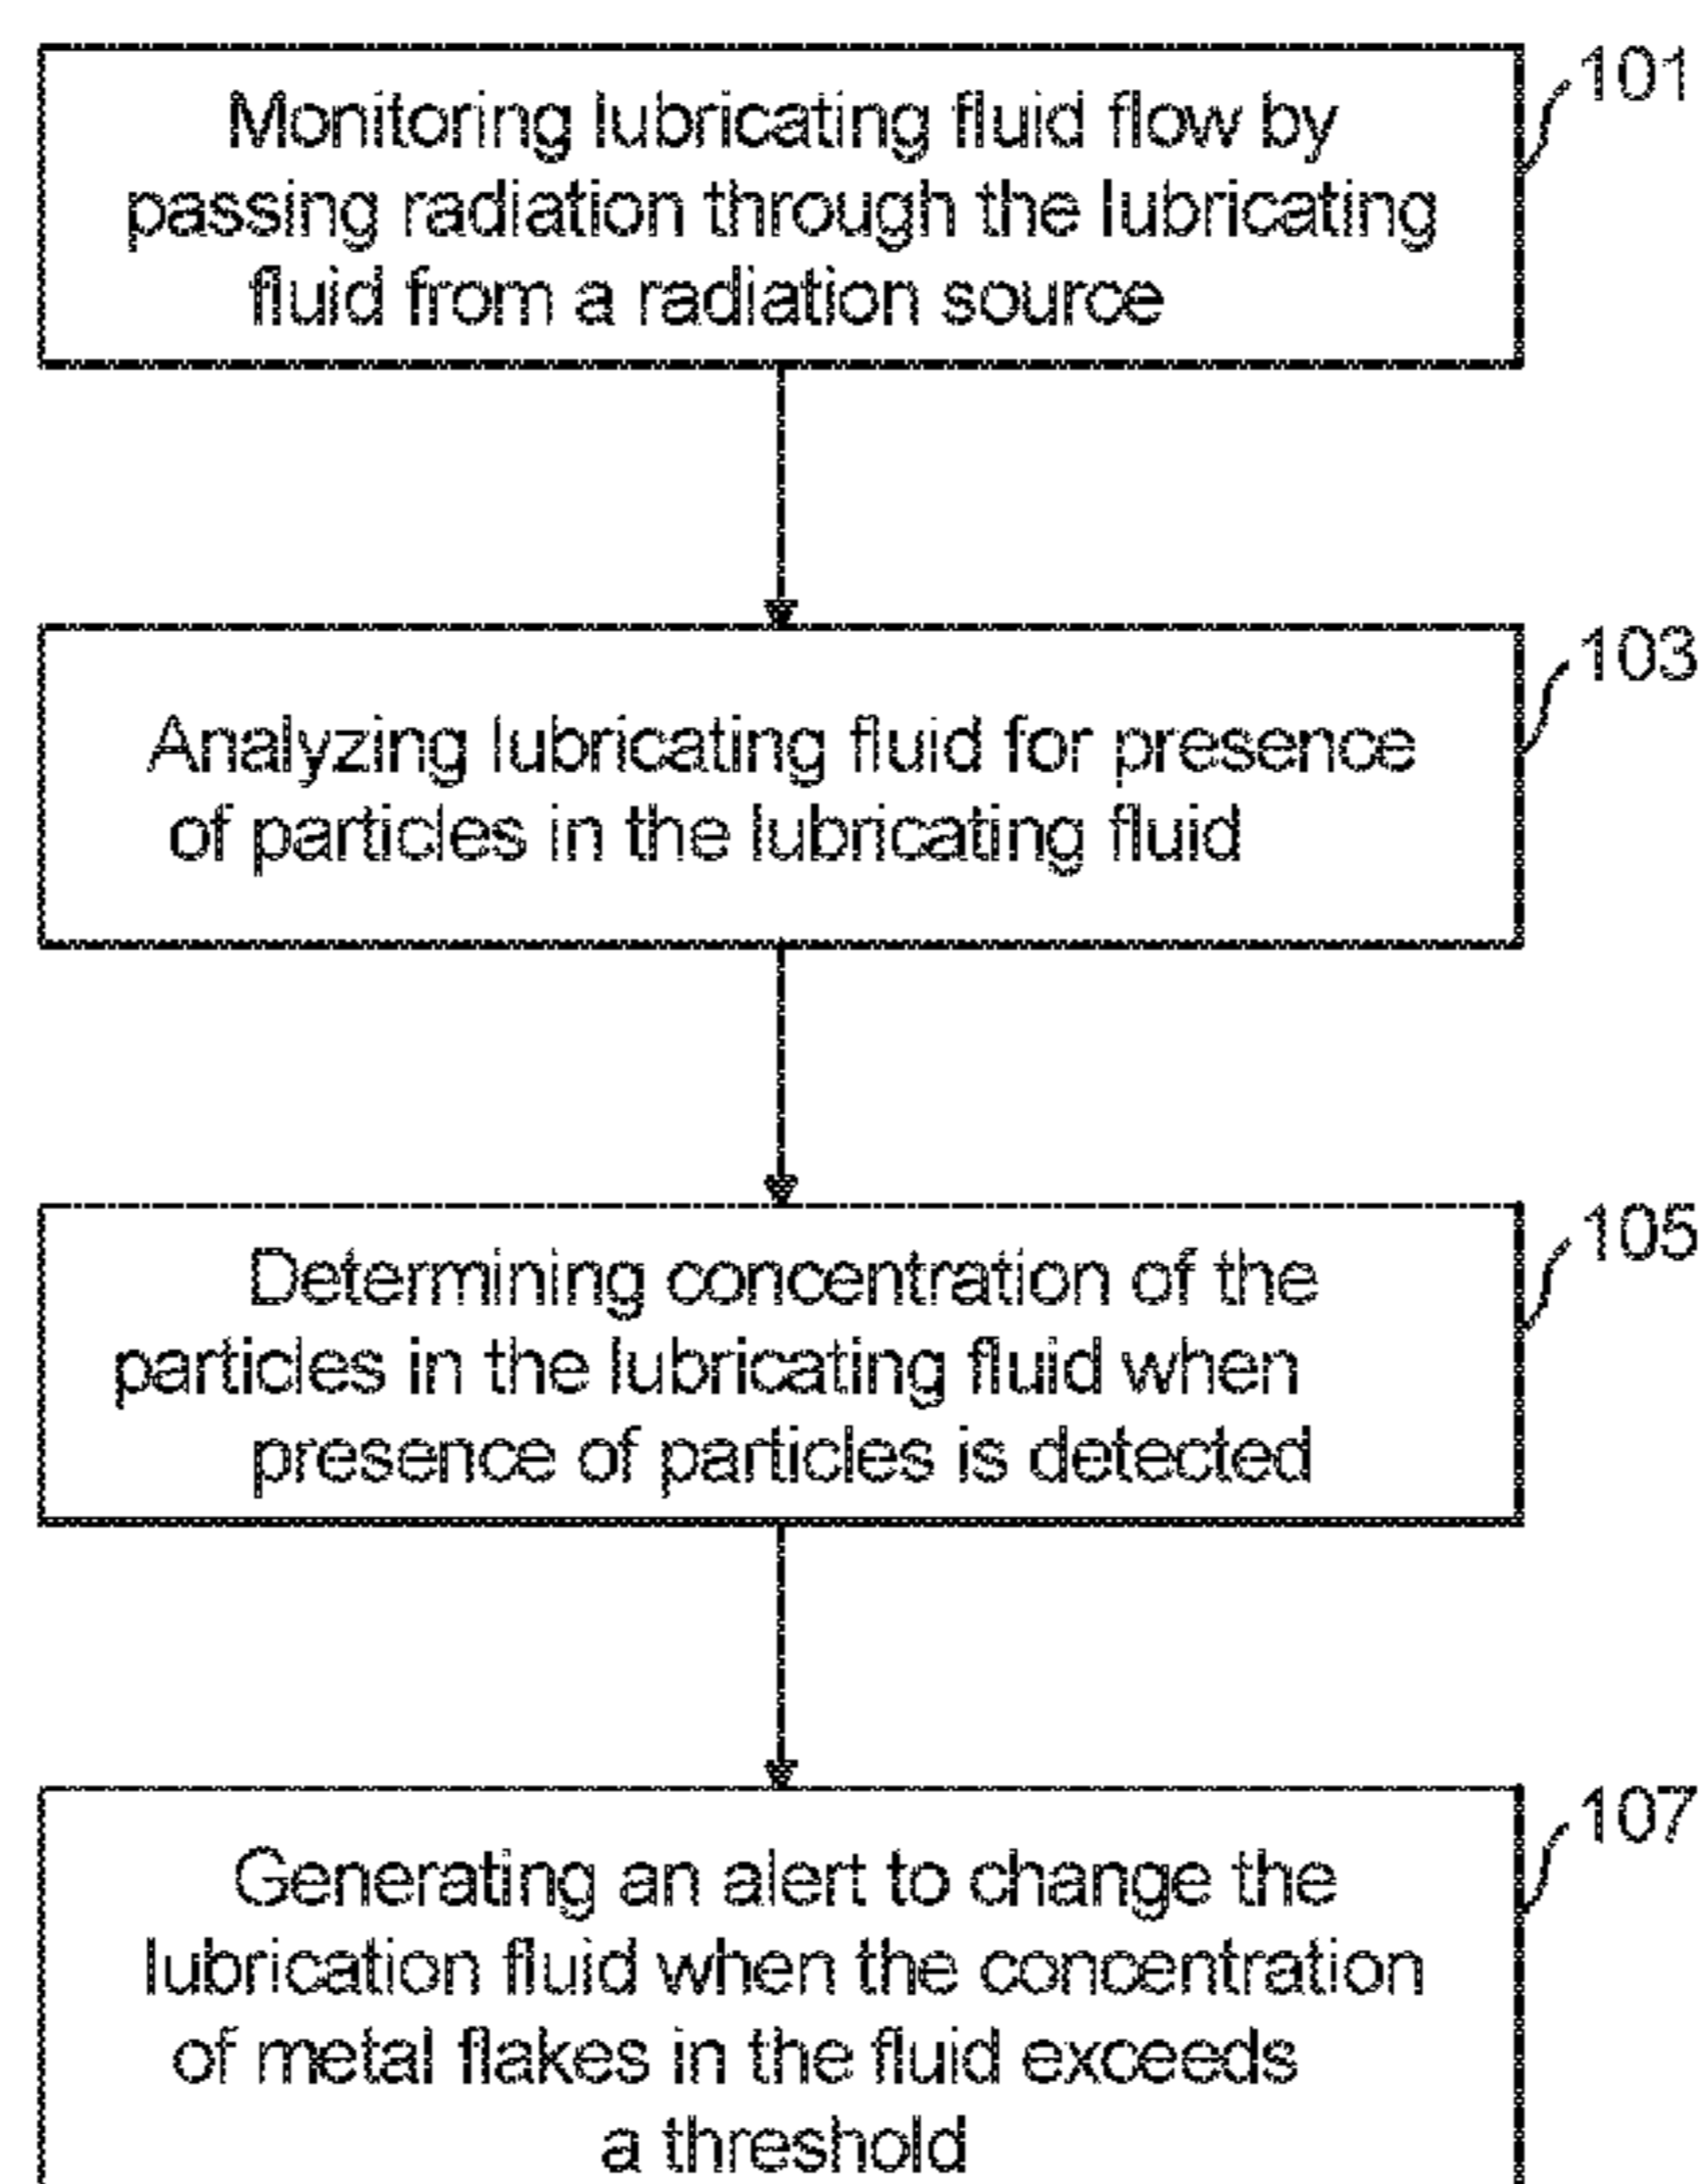 Monitoring lubricating fluid flow by
passing radiation through the lubricating
fluid from a radiation source
101
Analyzing lubricating fluid for presence
of particles in the lubricating fluid
103
Determining concentration of the
particles in the lubricating fluid when
presence of particles is detected
105
Generating an alert to change the
lubrication fluid when the concentration
of metal flakes in the fluid exceeds
a threshold
107